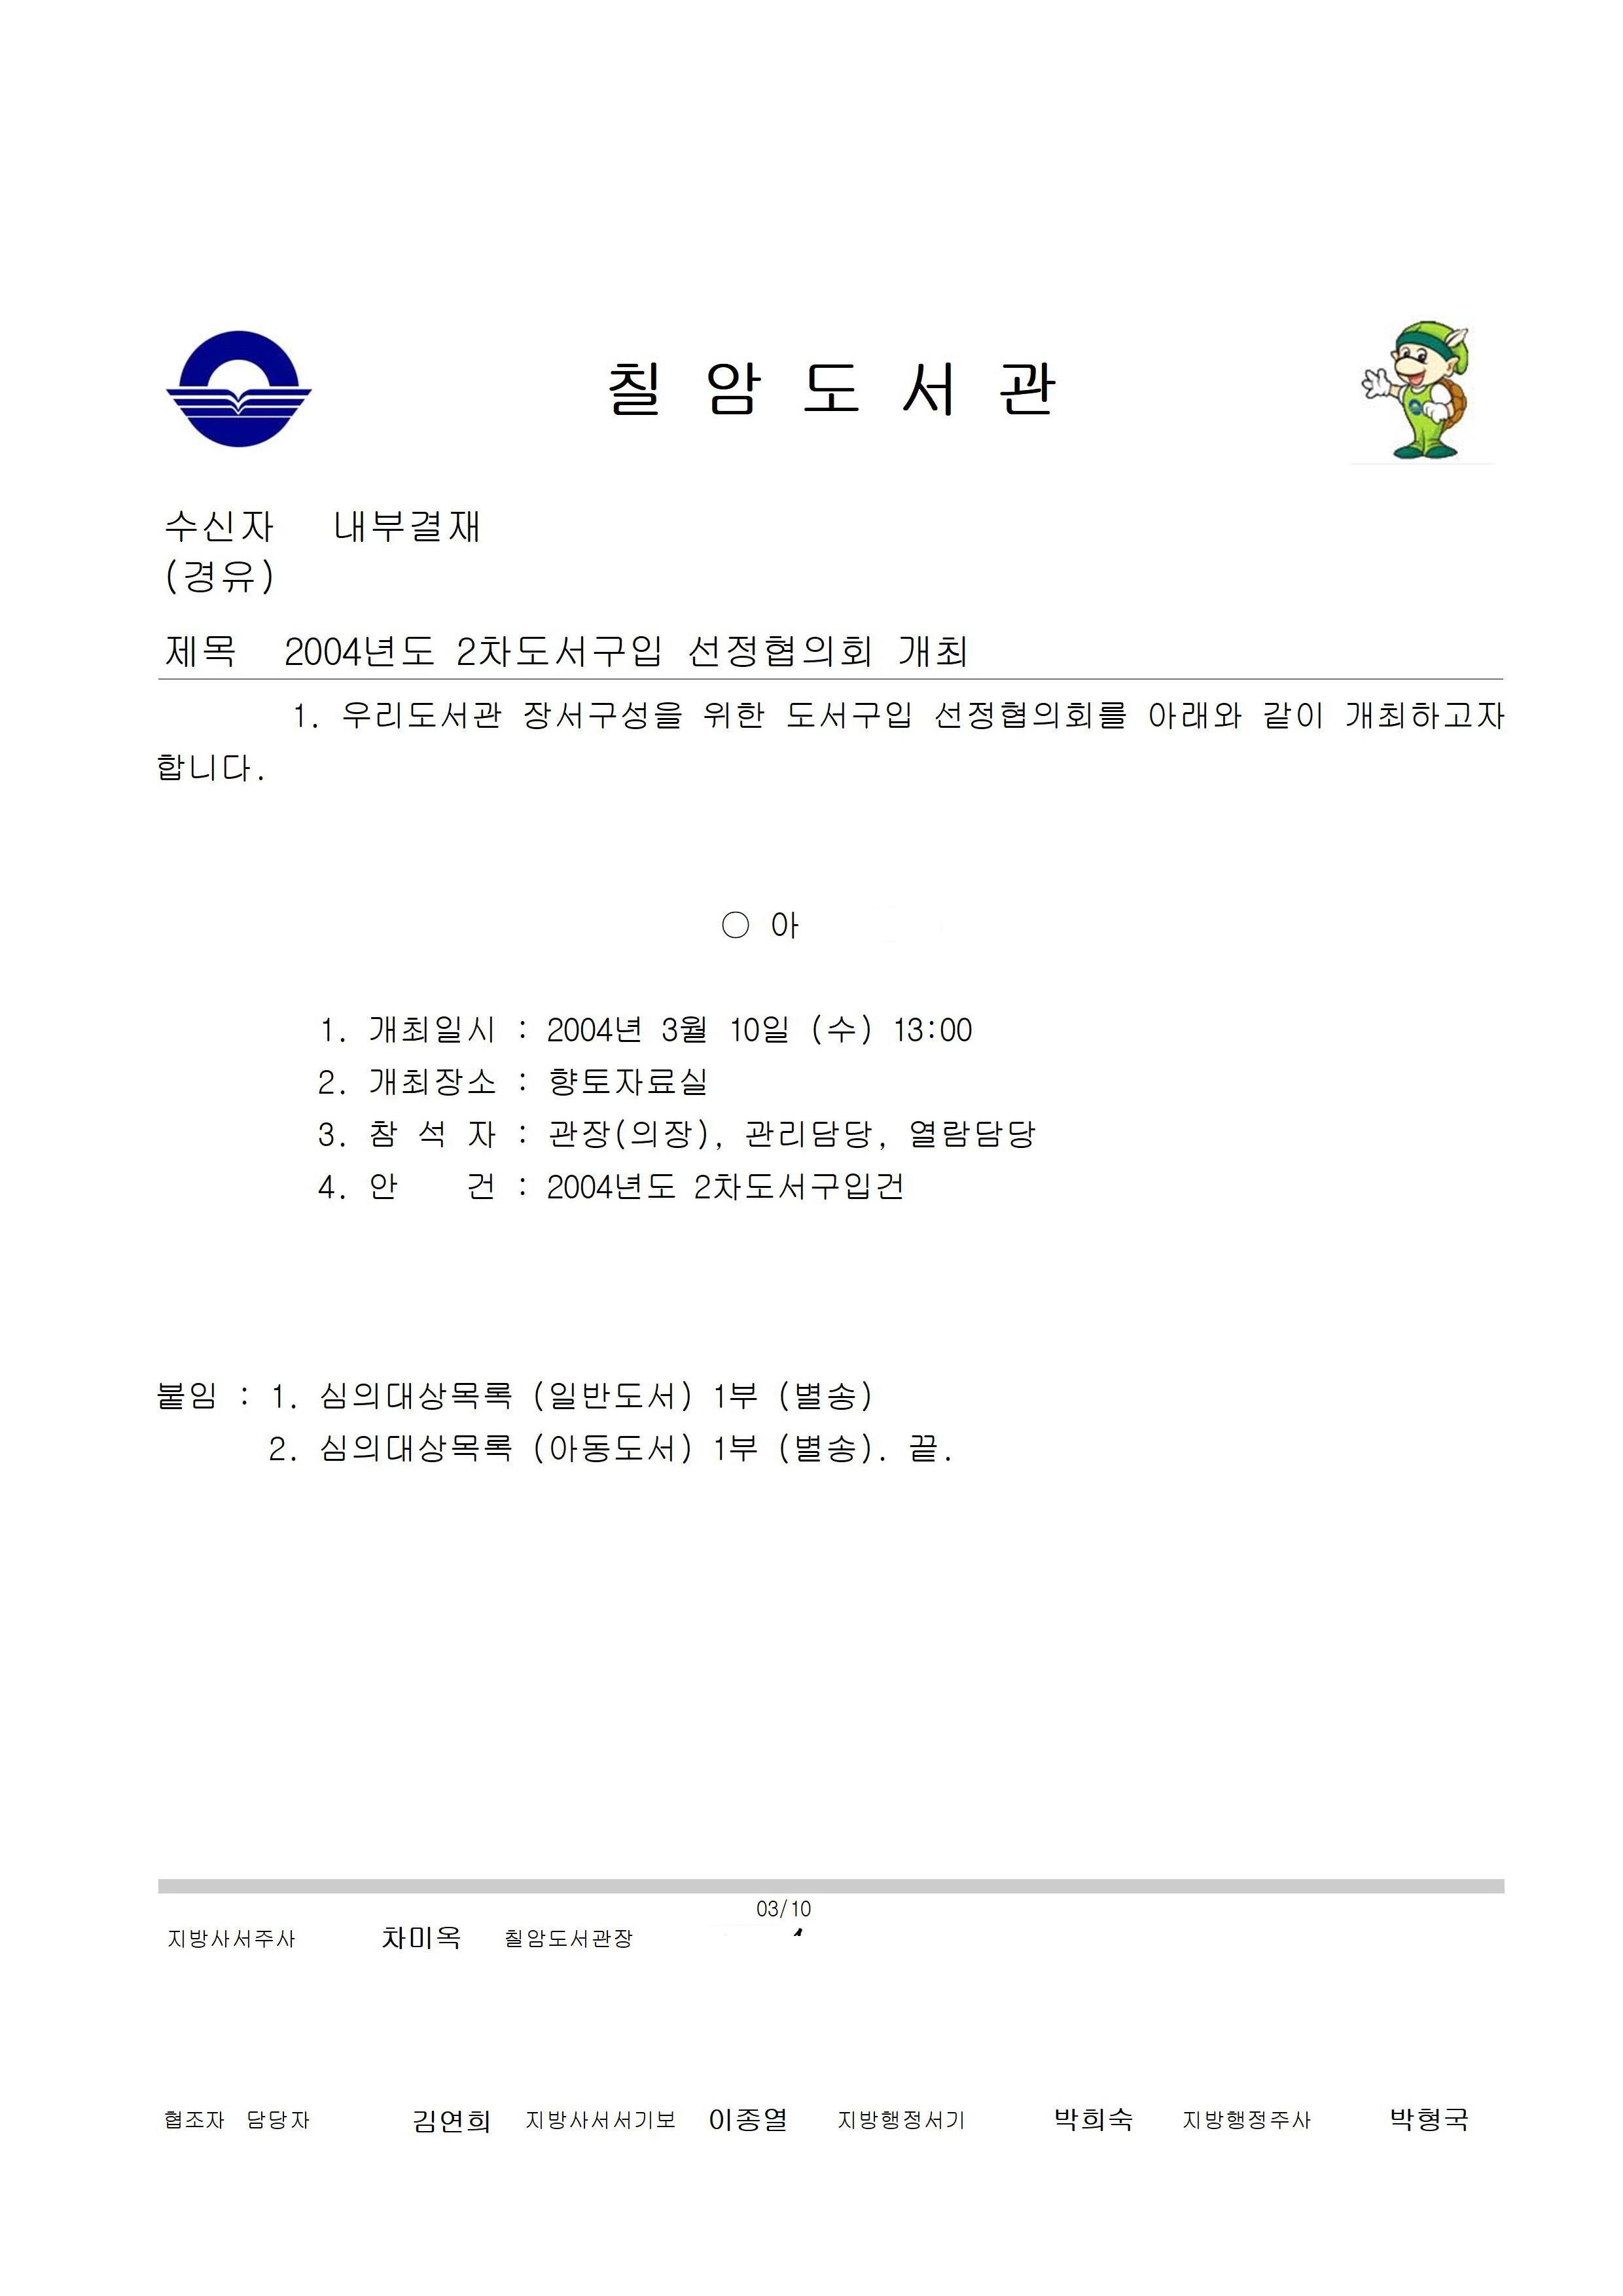 칠 암 도 서 관
수신자 내부결재
(경유)
제목 2004년도 2차도서구입 선정협의회 개최
1. 우리도서관 장서구성을 위한 도서구입 선정협의회를 아래와 같이 개최하고자
합니다.
○ 아
1. 개최일시 : 2004년 3월 10일 (수) 13:00
2. 개최장소 : 향토자료실
3. 참 석 자 : 관장(의장), 관리담당, 열람담당
4. 안 건 : 2004년도 2차도서구입건
붙임 : 1. 심의대상목록 (일반도서) 1부 (별송)
2. 심의대상목록 (아동도서) 1부 (별송). 끝.
03/10
지방사서주사 차미옥 칠암도서관장
협조자 담당자 김연희 지방사서서기보 이종열 지방행정서기 박희숙 지방행정주사 박형국